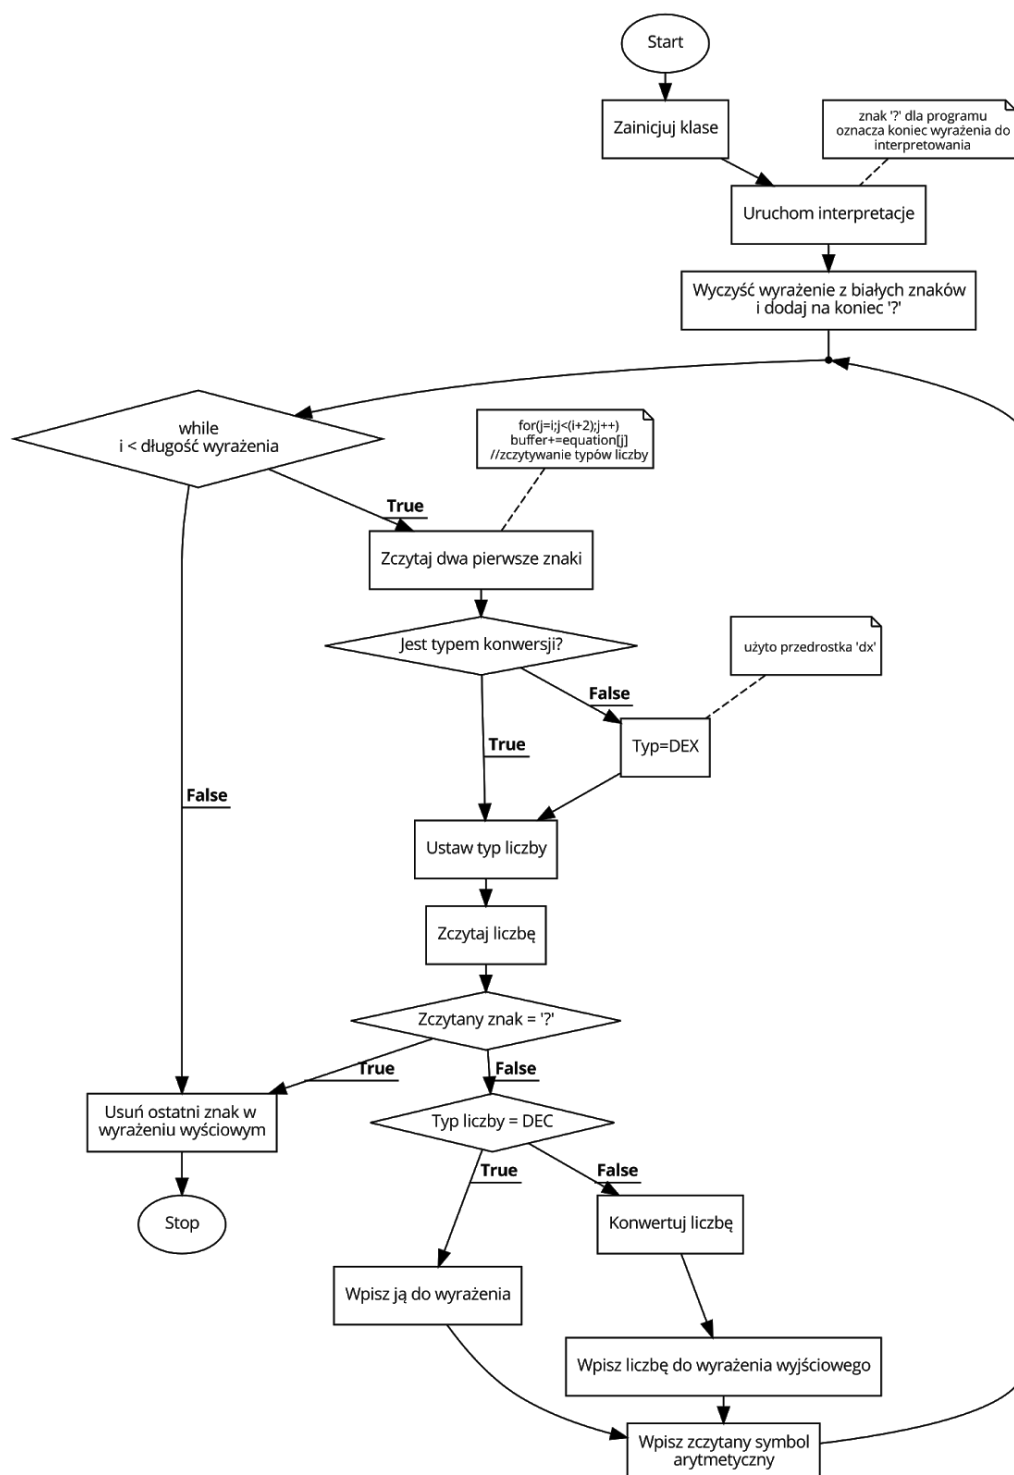 Start
Zainicjuj klase
znak '?' dla programu
oznacza koniec wyrażenia do
interpretowania
Uruchom interpretacje
Wyczyść wyrażenie z białych znaków
i dodaj na koniec '?'
while
i < długość wyrażenia
for(j=i;j<(i+2);j++)
buffer+=equation[j]
//zczytywanie typów liczby
True
Zczytaj dwa pierwsze znaki
Jest typem konwersji?
użyto przedrostka 'dx'
False
Typ=DEX
True
False
Ustaw typ liczby
Zczytaj liczbę
Zczytany znak = '?'
True
False
Usuń ostatni znak w
wyrażeniu wyściowym
Typ liczby = DEC
True
False
Stop
Konwertuj liczbę
Wpisz ją do wyrażenia
Wpisz liczbę do wyrażenia wyjściowego
Wpisz zczytany symbol
arytmetyczny